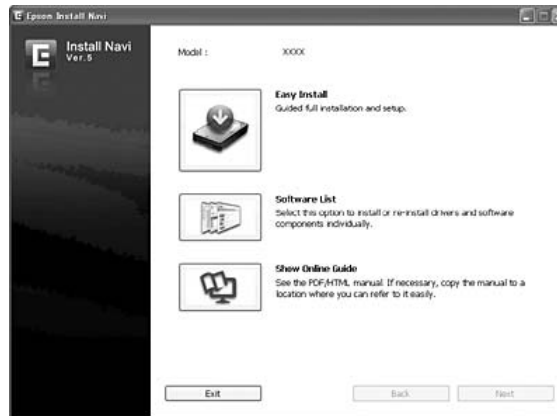 Epson Install Navi
Install Navi
Ver.5
Model :
XXXX
Easy Install
Guided full installation and setup.
Software List
Select this option to install or re-install drivers and software
components individually.
Show Online Guide
See the PDF/HTML manual. If necessary, copy the manual to a
location where you can refer to it easily.
Exit
Back
Next